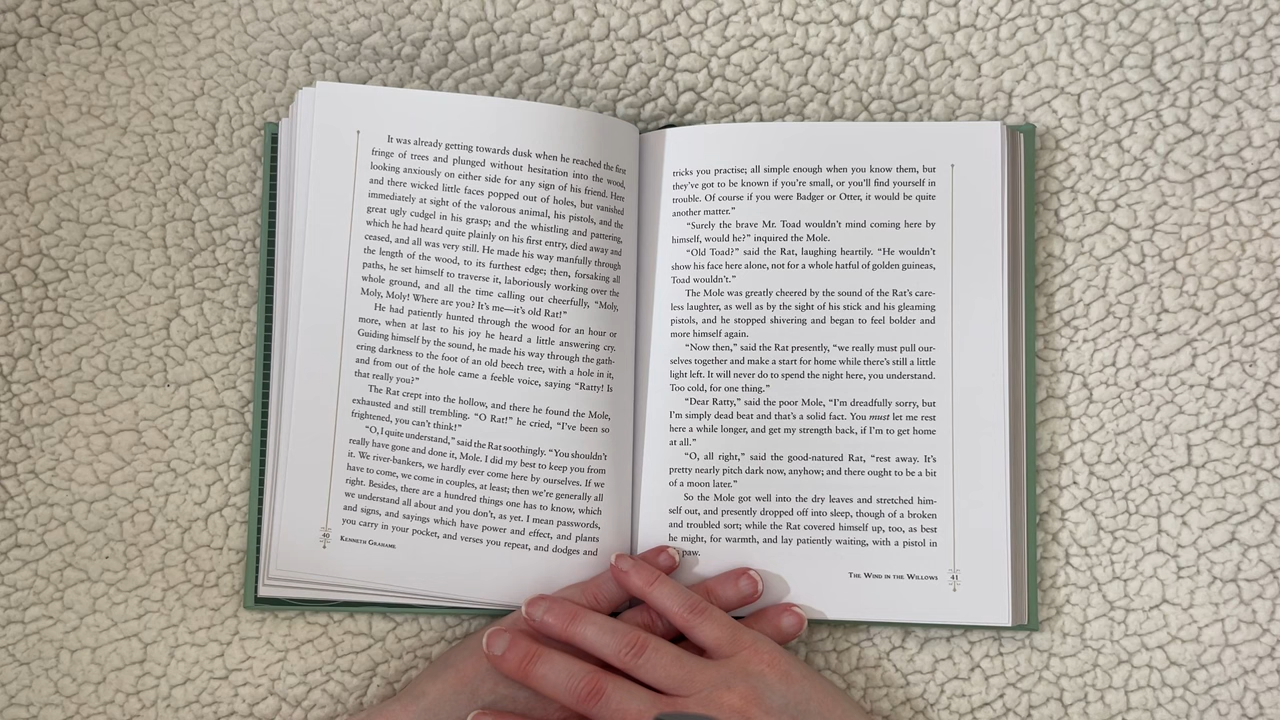 It was already getting towards dusk when he reached the first
fringe of trees and plunged without hesitation into the wood,
looking anxiously on either side for any sign of his friend. Here
and there wicked little faces popped out of holes, but vanished
immediately at sight of the valorous animal, his pistols, and the
great ugly cudgel in his grasp; and the whistling and pattering,
which he had heard quite plainly on his first entry, died away and
ceased, and all was very still. He made his way manfully through
the length of the wood, to its furthest edge; then, forsaking all
paths, he set himself to traverse it, laboriously working over the
whole ground, and all the time calling out cheerfully, “Moly,
Moly, Moly! Where are you? It’s me—it’s old Rat!”
He had patiently hunted through the wood for an hour or
more, when at last to his joy he heard a little answering cry.
Guiding himself by the sound, he made his way through the gath-
ering darkness to the foot of an old beech tree, with a hole in it,
and from out of the hole came a feeble voice, saying “Ratty! Is
that really you?”
The Rat crept into the hollow, and there he found the Mole,
exhausted and still trembling. “O Rat!” he cried, “I’ve been so
frightened, you can’t think!”
“O, I quite understand,” said the Rat soothingly. “You shouldn’t
really have gone and done it, Mole. I did my best to keep you from
it. We river-bankers, we hardly ever come here by ourselves. If we
have to come, we come in couples, at least; then we’re generally all
right. Besides, there are a hundred things one has to know, which
we understand all about and you don’t, as yet. I mean passwords,
and signs, and sayings which have power and effect, and plants
you carry in your pocket, and verses you repeat, and dodges and
40
Kenneth Grahame
tricks you practise; all simple enough when you know them, but
they’ve got to be known if you’re small, or you’ll find yourself in
trouble. Of course if you were Badger or Otter, it would be quite
another matter.”
“Surely the brave Mr. Toad wouldn’t mind coming here by
himself, would he?” inquired the Mole.
“Old Toad?” said the Rat, laughing heartily. “He wouldn’t
show his face here alone, not for a whole hatful of golden guineas,
Toad wouldn’t.”
The Mole was greatly cheered by the sound of the Rat’s care-
less laughter, as well as by the sight of his stick and his gleaming
pistols, and he stopped shivering and began to feel bolder and
more himself again.
“Now then,” said the Rat presently, “we really must pull our-
selves together and make a start for home while there’s still a little
light left. It will never do to spend the night here, you understand.
Too cold, for one thing.”
“Dear Ratty,” said the poor Mole, “I’m dreadfully sorry, but
I’m simply dead beat and that’s a solid fact. You must let me rest
here a while longer, and get my strength back, if I’m to get home
at all.”
“O, all right,” said the good-natured Rat, “rest away. It’s
pretty nearly pitch dark now, anyhow; and there ought to be a bit
of a moon later.”
So the Mole got well into the dry leaves and stretched him-
self out, and presently dropped off into sleep, though of a broken
and troubled sort; while the Rat covered himself up, too, as best
he might, for warmth, and lay patiently waiting, with a pistol in
paw.
The Wind in the Willows
41